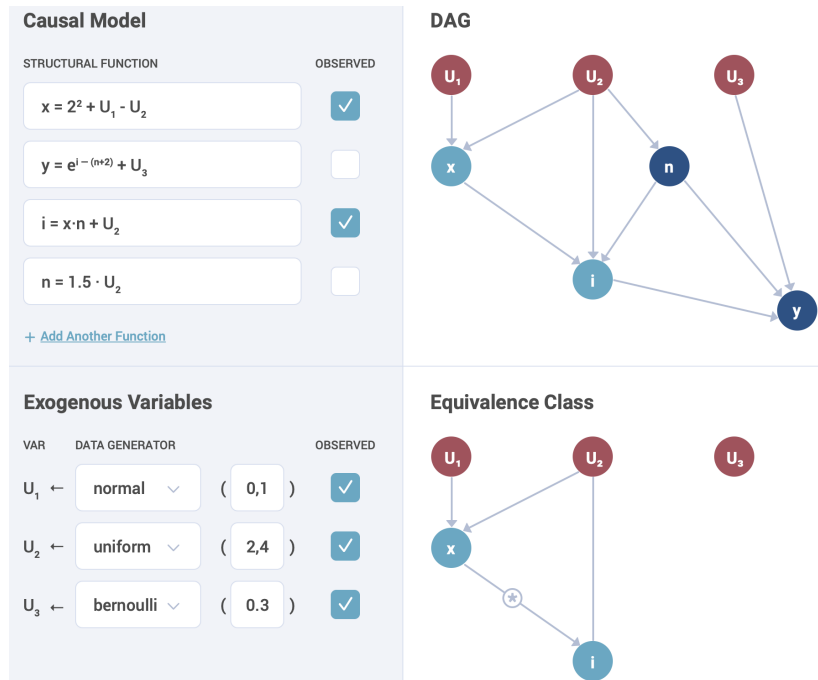 Causal Model
STRUCTURAL FUNCTION OBSERVED
x = 2² + U₁ - U₂
y = eⁱ ⁻ ⁽ⁿ⁺²⁾ + U₃
i = x·n + U₂
n = 1.5 · U₂
+ Add Another Function
DAG
U₁ U₂ U₃
x n
i
y
Exogenous Variables
VAR DATA GENERATOR OBSERVED
U₁ ← normal ( 0,1 )
U₂ ← uniform ( 2,4 )
U₃ ← bernoulli ( 0.3 )
Equivalence Class
U₁ U₂ U₃
x
*
i